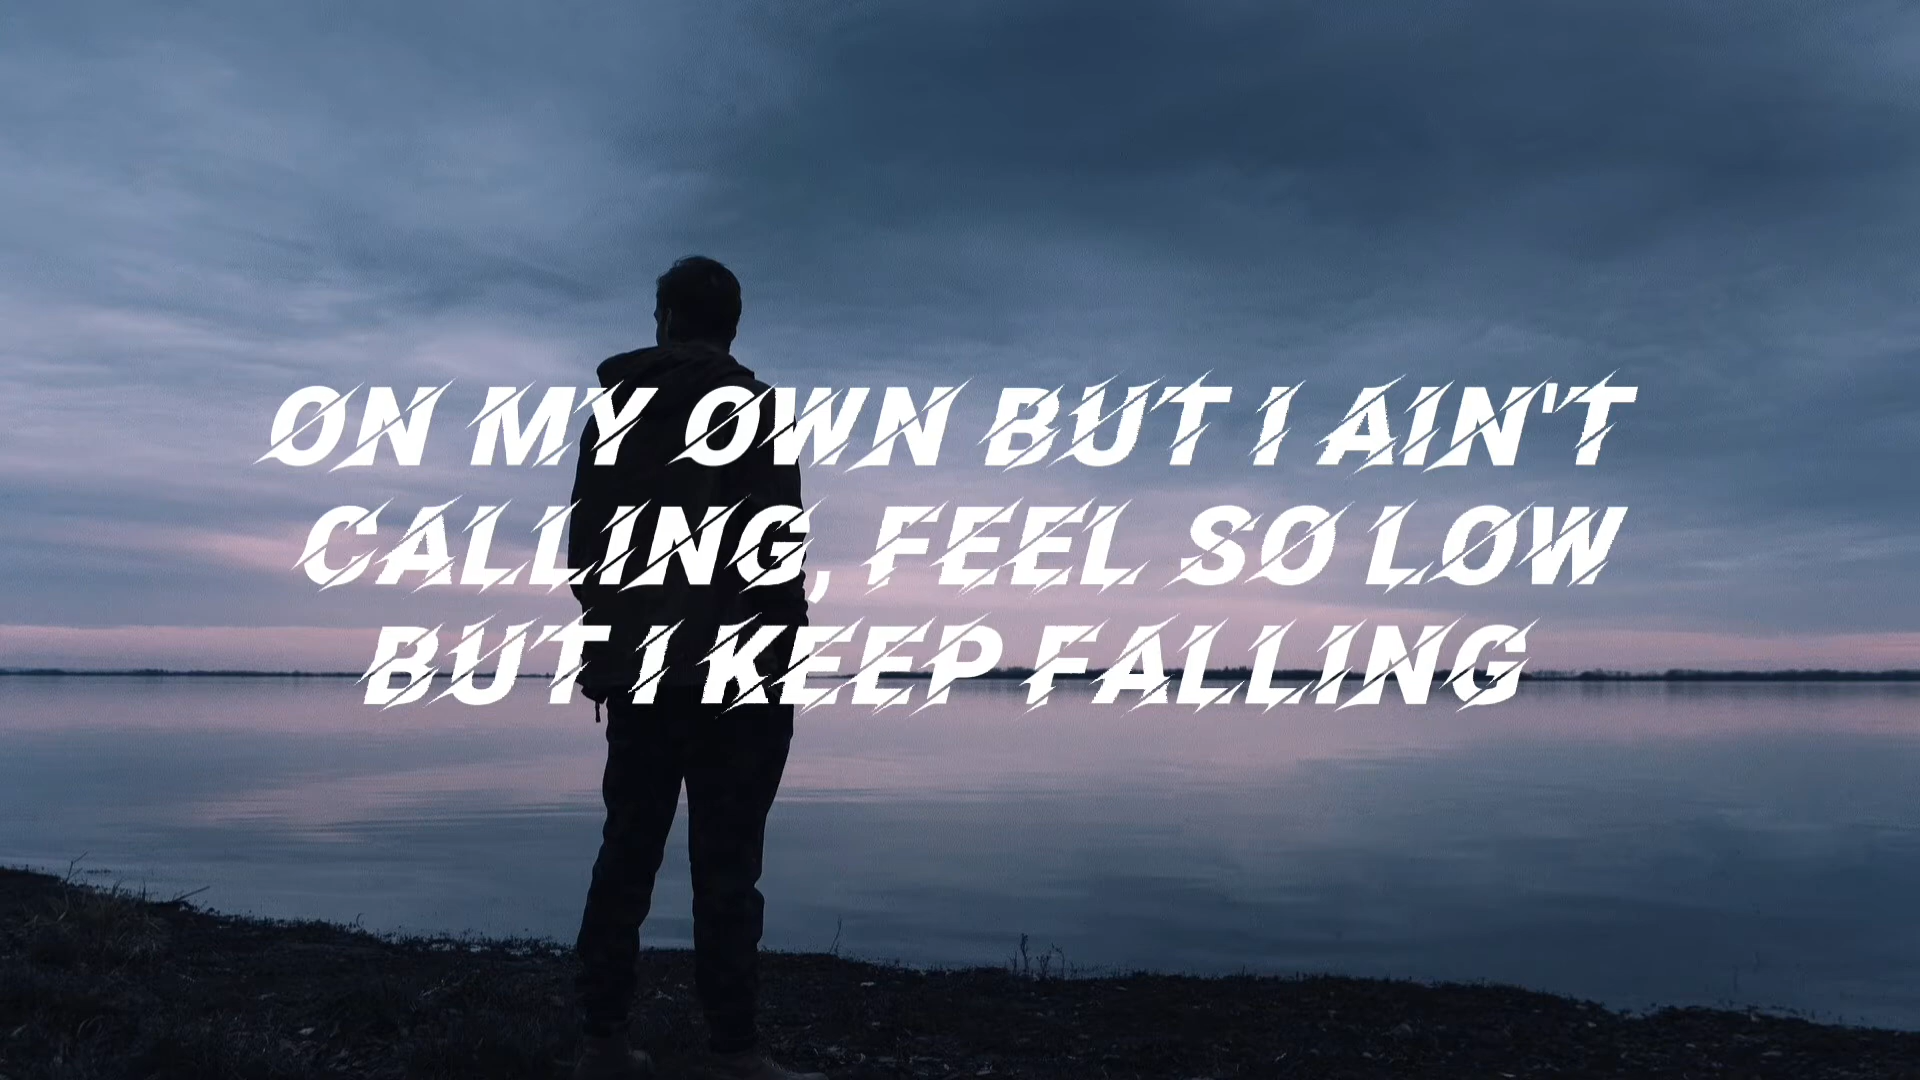 ON MY OWN BUT I AIN'T
CALLING, FEEL SO LOW
BUT I KEEP FALLING